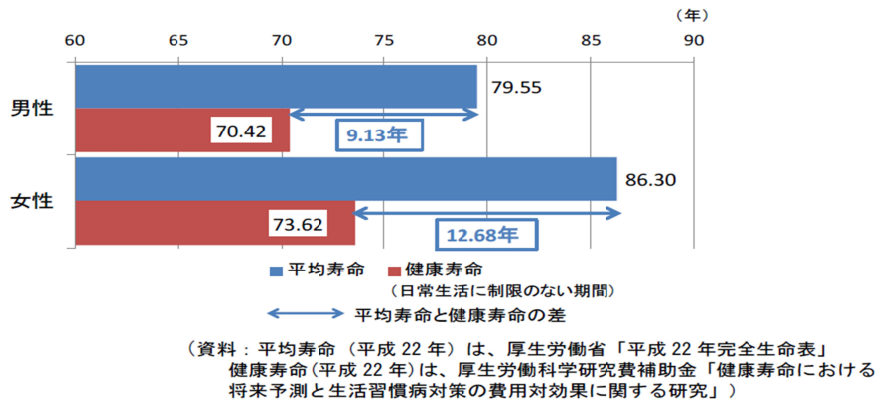 （年）
60 65 70 75 80 85 90
男性
79.55
70.42
9.13年
女性
86.30
73.62
12.68年
平均寿命 健康寿命
（日常生活に制限のない期間）
平均寿命と健康寿命の差
（資料：平均寿命（平成22年）は、厚生労働省「平成22年完全生命表」
健康寿命(平成22年)は、厚生労働科学研究費補助金「健康寿命における
将来予測と生活習慣病対策の費用対効果に関する研究」）